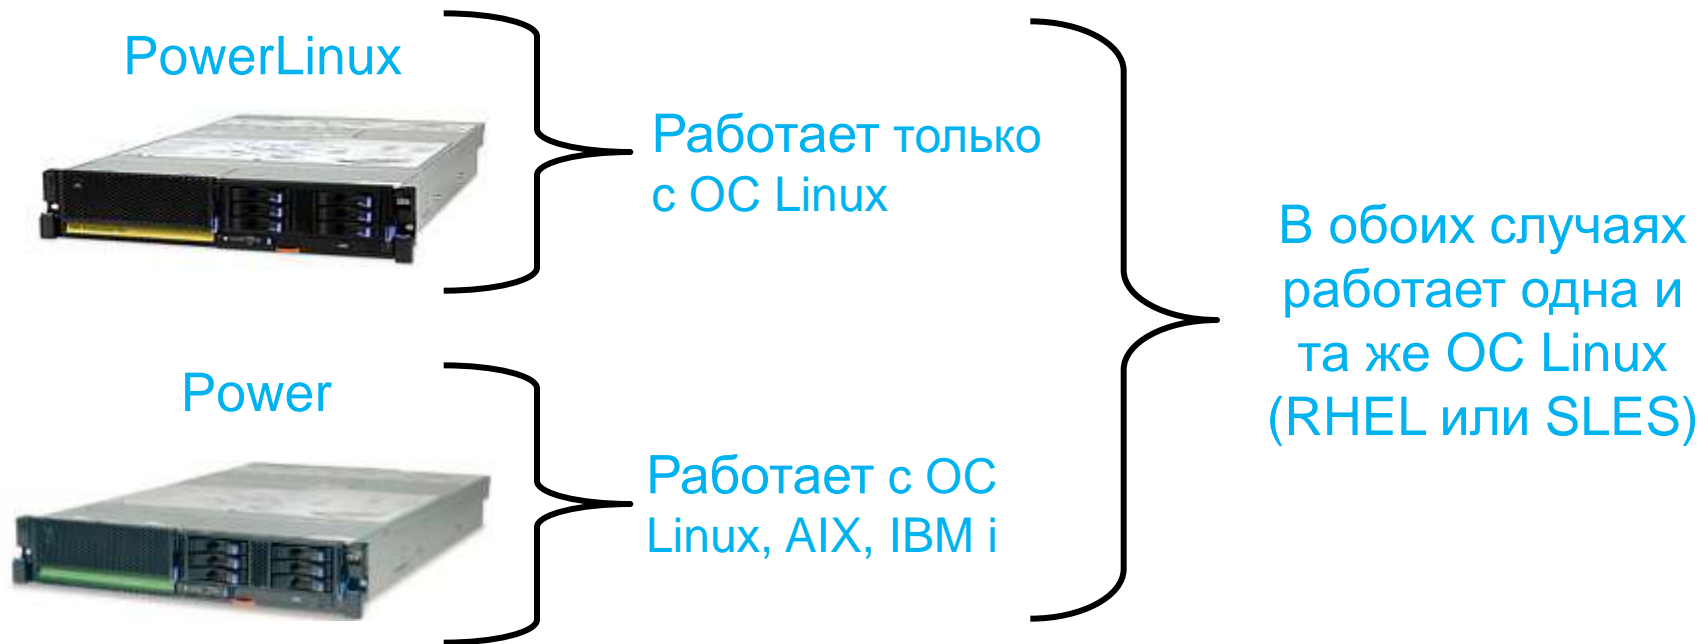 PowerLinux
Работает только
с ОС Linux
Power
Работает с ОС
Linux, AIX, IBM i
В обоих случаях
работает одна и
та же ОС Linux
(RHEL или SLES)